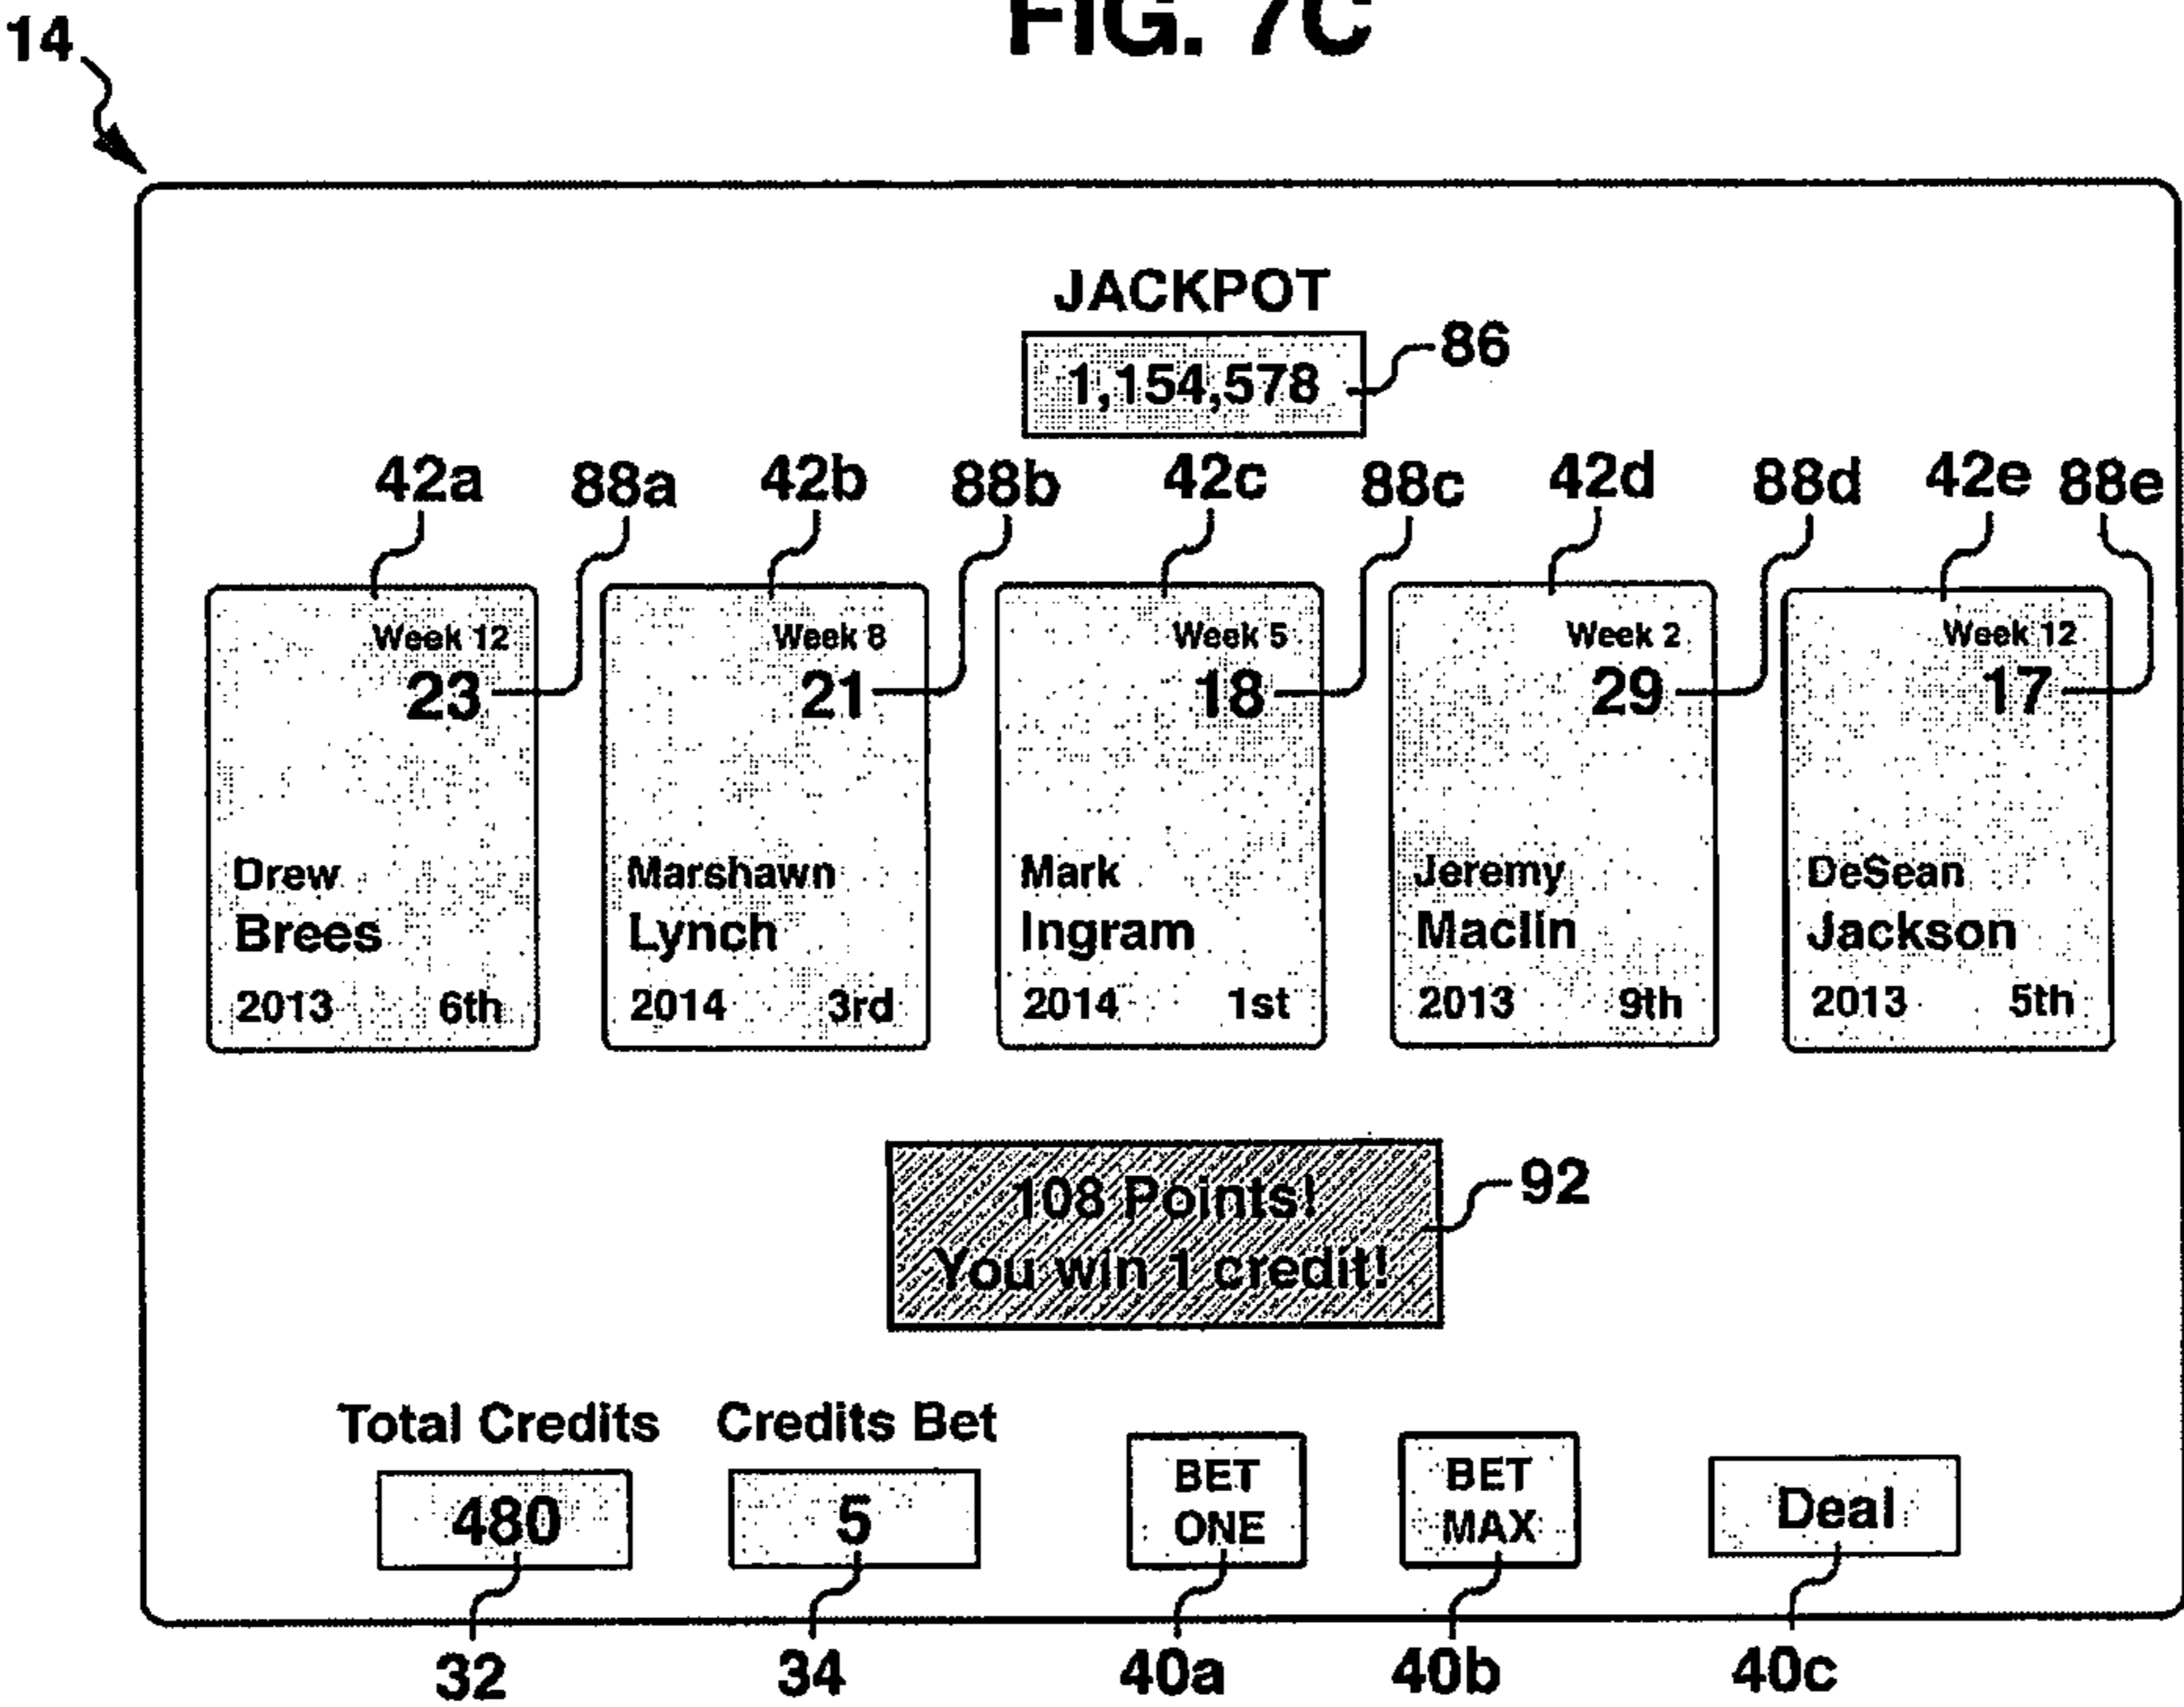 FIG. 7C
14
JACKPOT
1,154,578
86
42a 88a 42b 88b 42c 88c 42d 88d 42e 88e
Week 12 Week 8 Week 5 Week 2 Week 12
23 21 18 29 17
Drew Marshawn Mark Jeremy DeSean
Brees Lynch Ingram Maclin Jackson
2013 6th 2014 3rd 2014 1st 2013 9th 2013 5th
108 Points!
You win 1 credit!
92
Total Credits Credits Bet
480 5
BET
ONE
BET
MAX
Deal
32 34 40a 40b 40c